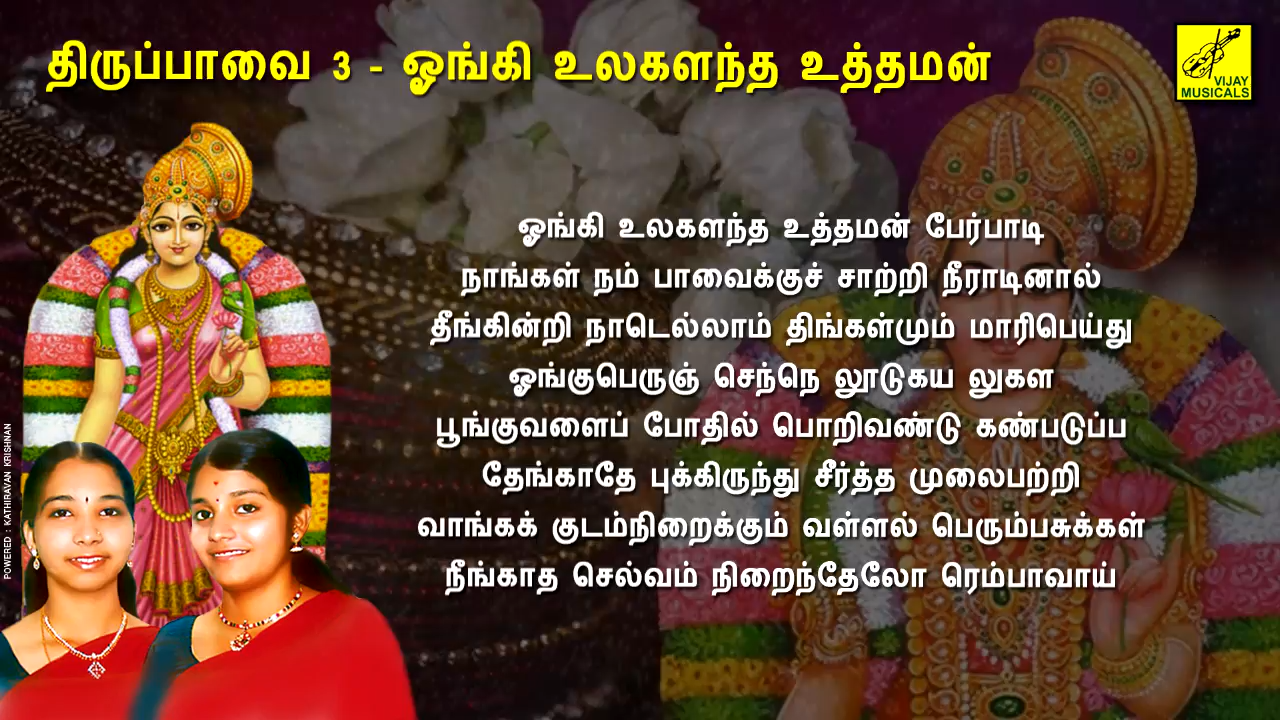 திருப்பாவை 3 - ஓங்கி உலகளந்த உத்தமன்
VIJAY
MUSICALS
ஓங்கி உலகளந்த உத்தமன் பேர்பாடி
நாங்கள் நம் பாவைக்குச் சாற்றி நீராடினால்
தீங்கின்றி நாடெல்லாம் திங்கள்மும் மாரிபெய்து
ஓங்குபெருஞ் செந்நெ லூடுகய லுகள
பூங்குவளைப் போதில் பொறிவண்டு கண்படுப்ப
தேங்காதே புக்கிருந்து சீர்த்த முலைபற்றி
வாங்கக் குடம்நிறைக்கும் வள்ளல் பெரும்பசுக்கள்
நீங்காத செல்வம் நிறைந்தேலோ ரெம்பாவாய்
POWERED : KATHIRAVAN KRISHNAN